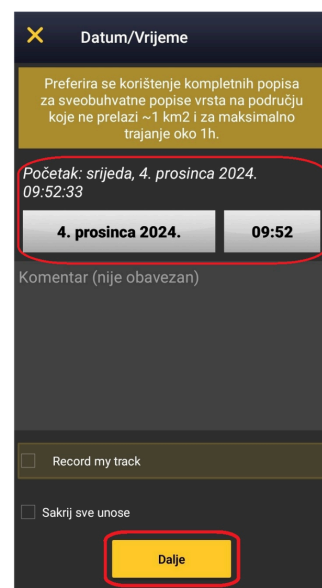 Datum/Vrijeme
Preferira se korištenje kompletnih popisa
za sveobuhvatne popise vrsta na području
koje ne prelazi ~1 km2 i za maksimalno
trajanje oko 1h.
Početak: srijeda, 4. prosinca 2024.
09:52:33
4. prosinca 2024. 09:52
Komentar (nije obavezan)
Record my track
Sakrij sve unose
Dalje